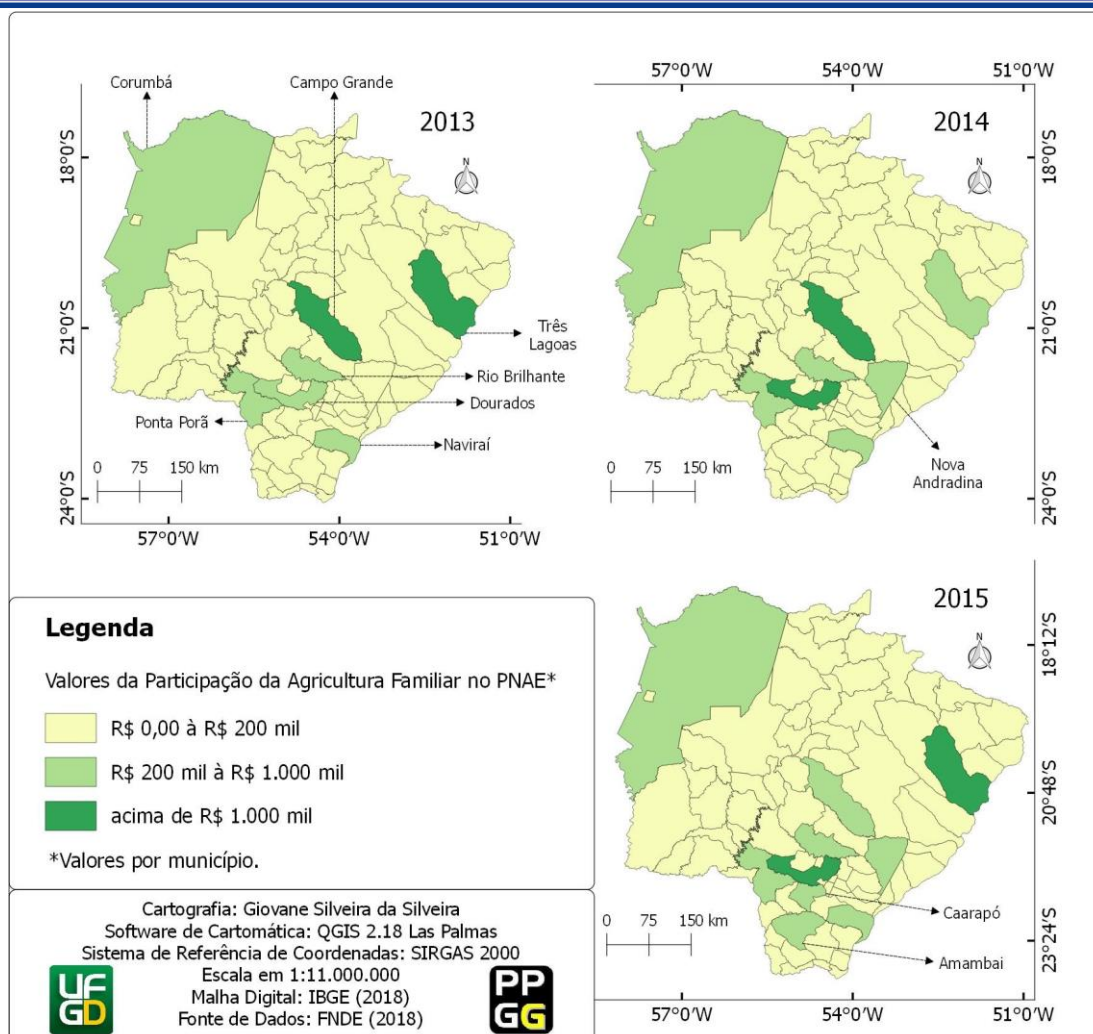 Corumbá
Campo Grande
2013
N
18°0'S
21°0'S
24°0'S
Três
Lagoas
Rio Brilhante
Dourados
Ponta Porã
Naviraí
0 75 150 km
57°0'W 54°0'W 51°0'W
57°0'W 54°0'W 51°0'W
2014
N
18°0'S
21°0'S
24°0'S
Nova
Andradina
0 75 150 km
Legenda
Valores da Participação da Agricultura Familiar no PNAE*
R$ 0,00 à R$ 200 mil
R$ 200 mil à R$ 1.000 mil
acima de R$ 1.000 mil
*Valores por município.
2015
N
18°12'S
20°48'S
23°24'S
Caarapó
Amambai
0 75 150 km
57°0'W 54°0'W 51°0'W
Cartografia: Giovane Silveira da Silveira
Software de Cartomática: QGIS 2.18 Las Palmas
Sistema de Referência de Coordenadas: SIRGAS 2000
Escala em 1:11.000.000
Malha Digital: IBGE (2018)
Fonte de Dados: FNDE (2018)
UF
GD
PP
GG